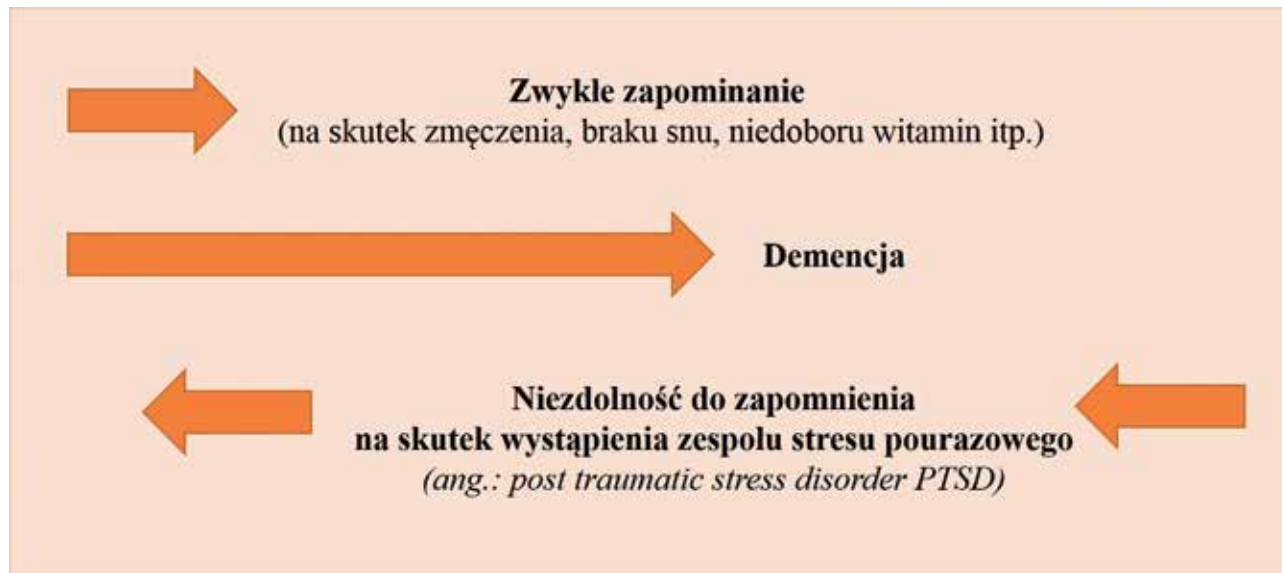 Zwykłe zapominanie
(na skutek zmęczenia, braku snu, niedoboru witamin itp.)
Demencja
Niezdolność do zapomnienia
na skutek wystąpienia zespołu stresu pourazowego
(ang.: post traumatic stress disorder PTSD)